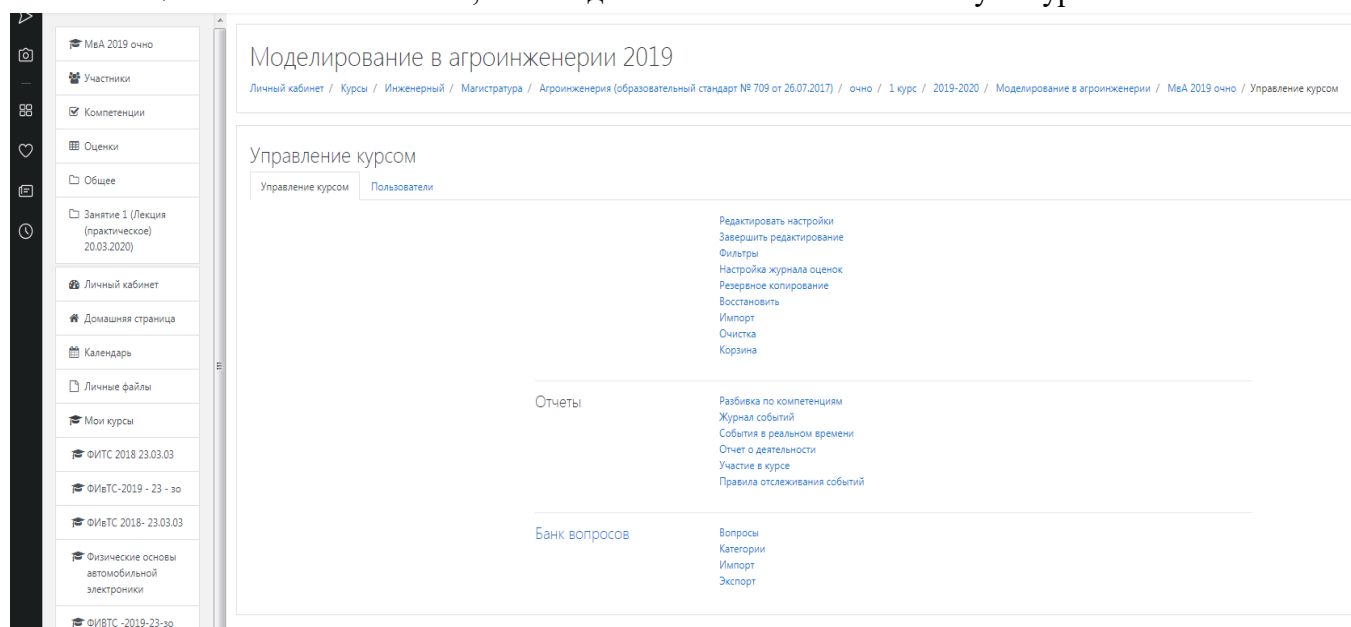 МвА 2019 очно
Участники
Компетенции
Оценки
Общее
Занятие 1 (Лекция
(практическое)
20.03.2020)
Личный кабинет
Домашняя страница
Календарь
Личные файлы
Мои курсы
ФИТС 2018 23.03.03
ФИвТС-2019 - 23 - зо
ФИвТС 2018- 23.03.03
Физические основы
автомобильной
электроники
ФИВТС -2019-23-зо
Моделирование в агроинженерии 2019
Личный кабинет / Курсы / Инженерный / Магистратура / Агроинженерия (образовательный стандарт № 709 от 26.07.2017) / очно / 1 курс / 2019-2020 / Моделирование в агроинженерии / МвА 2019 очно / Управление курсом
Управление курсом
Управление курсом Пользователи
Редактировать настройки
Завершить редактирование
Фильтры
Настройка журнала оценок
Резервное копирование
Восстановить
Импорт
Очистка
Корзина
Отчеты
Разбивка по компетенциям
Журнал событий
События в реальном времени
Отчет о деятельности
Участие в курсе
Правила отслеживания событий
Банк вопросов
Вопросы
Категории
Импорт
Экспорт